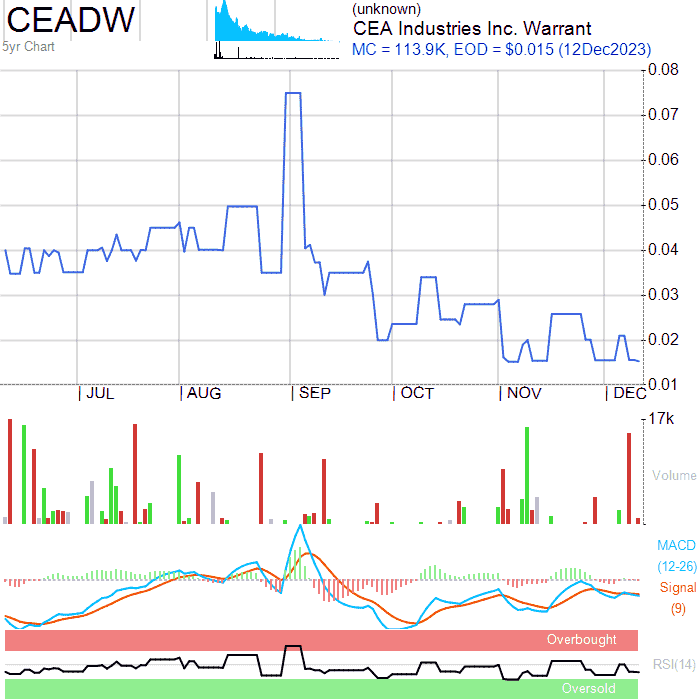 CEADW
5yr Chart
(unknown)
CEA Industries Inc. Warrant
MC = 113.9K, EOD = $0.015 (12Dec2023)
0.08
0.07
0.06
0.05
0.04
0.03
0.02
0.01
JUL AUG SEP OCT NOV DEC
17k
Volume
MACD
(12-26)
Signal
(9)
Overbought
RSI(14)
Oversold